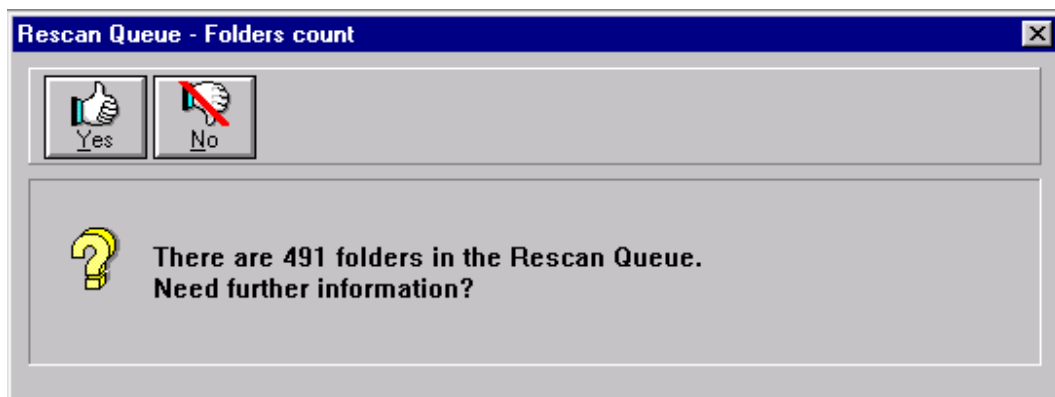 Rescan Queue - Folders count
Yes
No
There are 491 folders in the Rescan Queue.
Need further information?